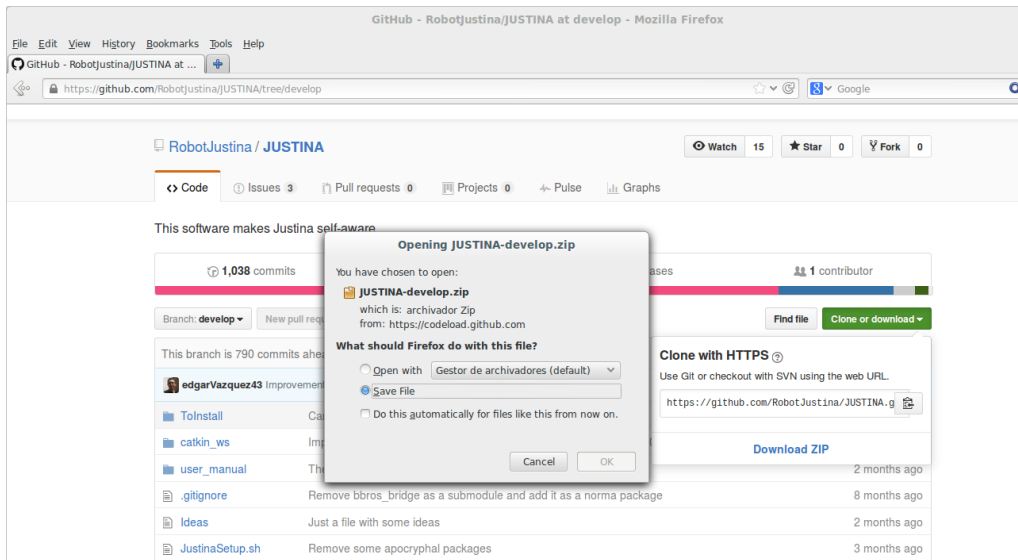 GitHub - RobotJustina/JUSTINA at develop - Mozilla Firefox
File Edit View History Bookmarks Tools Help
GitHub - RobotJustina/JUSTINA at ...
https://github.com/RobotJustina/JUSTINA/tree/develop
Google
RobotJustina / JUSTINA
Watch 15 Star 0 Fork 0
Code Issues 3 Pull requests 0 Projects 0 Pulse Graphs
This software makes Justina self-aware
1,038 commits
1 contributor
Branch: develop New pull
Find file Clone or download
This branch is 790 commits
edgarVazquez43
ToInstall
catkin_ws
user_manual
2 months ago
.gitignore Remove bbros_bridge as a submodule and add it as a norma package 8 months ago
Ideas Just a file with some ideas 2 months ago
JustinaSetup.sh Remove some apocryphal packages 3 months ago
Opening JUSTINA-develop.zip
You have chosen to open:
JUSTINA-develop.zip
which is: archivador Zip
from: https://codeload.github.com
What should Firefox do with this file?
Open with Gestor de archivadores (default)
Save File
Do this automatically for files like this from now on.
Cancel OK
Clone with HTTPS
Use Git or checkout with SVN using the web URL.
https://github.com/RobotJustina/JUSTINA.g
Download ZIP